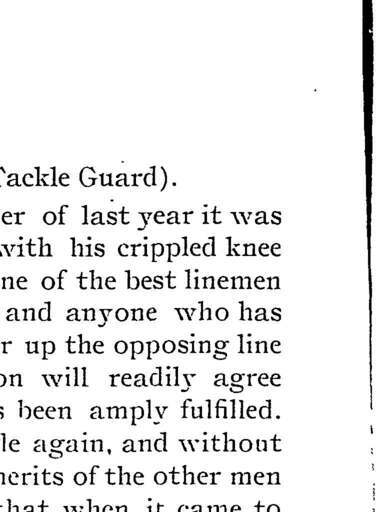 Tackle Guard).
er of last year it was
with his crippled knee
ne of the best linemen
and anyone who has
r up the opposing line
on will readily agree
s been amply fulfilled.
le again, and without
merits of the other men
that when it came to